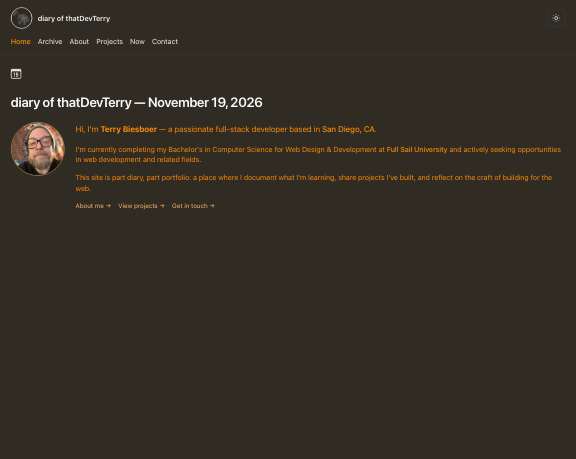 diary of thatDevTerry
Home Archive About Projects Now Contact
diary of thatDevTerry — November 19, 2026
Hi, I'm Terry Biesboer — a passionate full-stack developer based in San Diego, CA.
I'm currently completing my Bachelor's in Computer Science for Web Design & Development at Full Sail University and actively seeking opportunities
in web development and related fields.
This site is part diary, part portfolio: a place where I document what I'm learning, share projects I've built, and reflect on the craft of building for the
web.
About me → View projects → Get in touch →